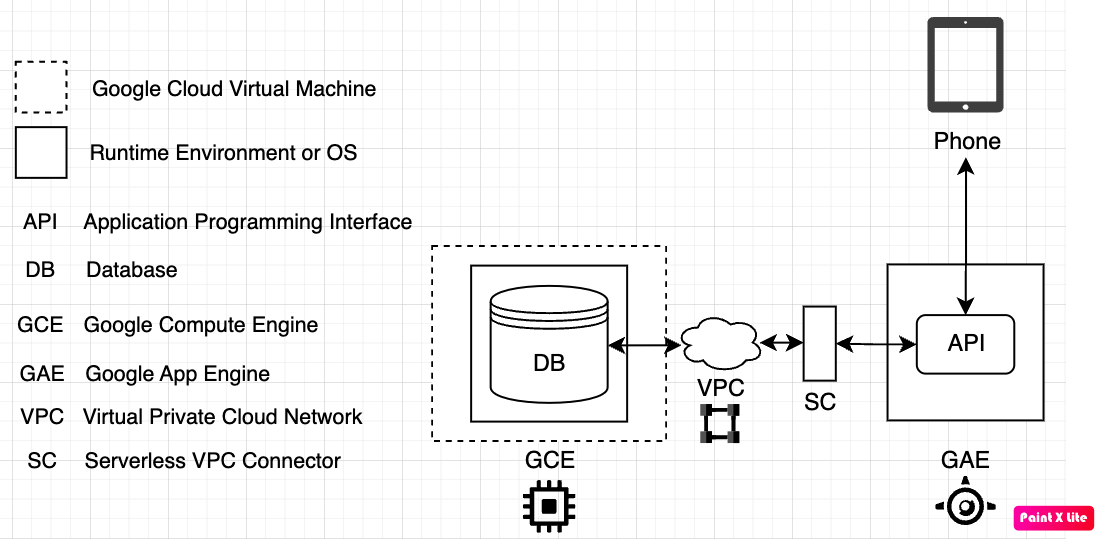 Google Cloud Virtual Machine
Runtime Environment or OS
API Application Programming Interface
DB Database
GCE Google Compute Engine
GAE Google App Engine
VPC Virtual Private Cloud Network
SC Serverless VPC Connector
Phone
DB
VPC
SC
API
GCE
GAE
Paint X Lite